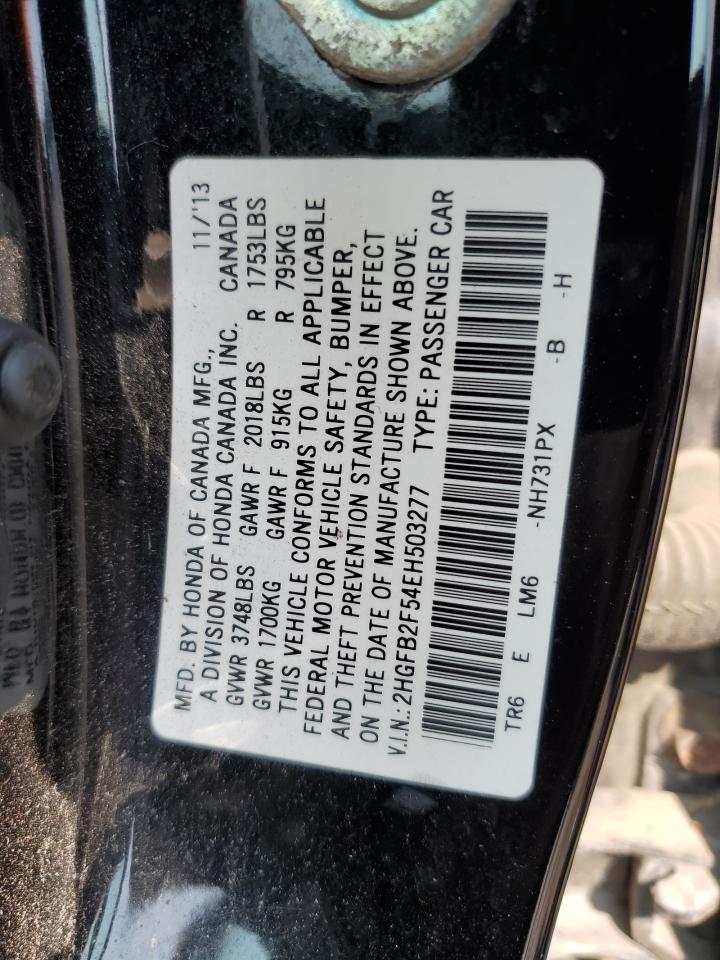 MFD. BY HONDA OF CANADA MFG., 11/'13
A DIVISION OF HONDA CANADA INC. CANADA
GVWR 3748LBS GAWR F 2018LBS R 1753LBS
GVWR 1700KG GAWR F 915KG R 795KG
THIS VEHICLE CONFORMS TO ALL APPLICABLE
FEDERAL MOTOR VEHICLE SAFETY, BUMPER,
AND THEFT PREVENTION STANDARDS IN EFFECT
ON THE DATE OF MANUFACTURE SHOWN ABOVE.
V.I.N.: 2HGFB2F54EH503277 TYPE: PASSENGER CAR
TR6 E LM6 -NH731PX -B -H